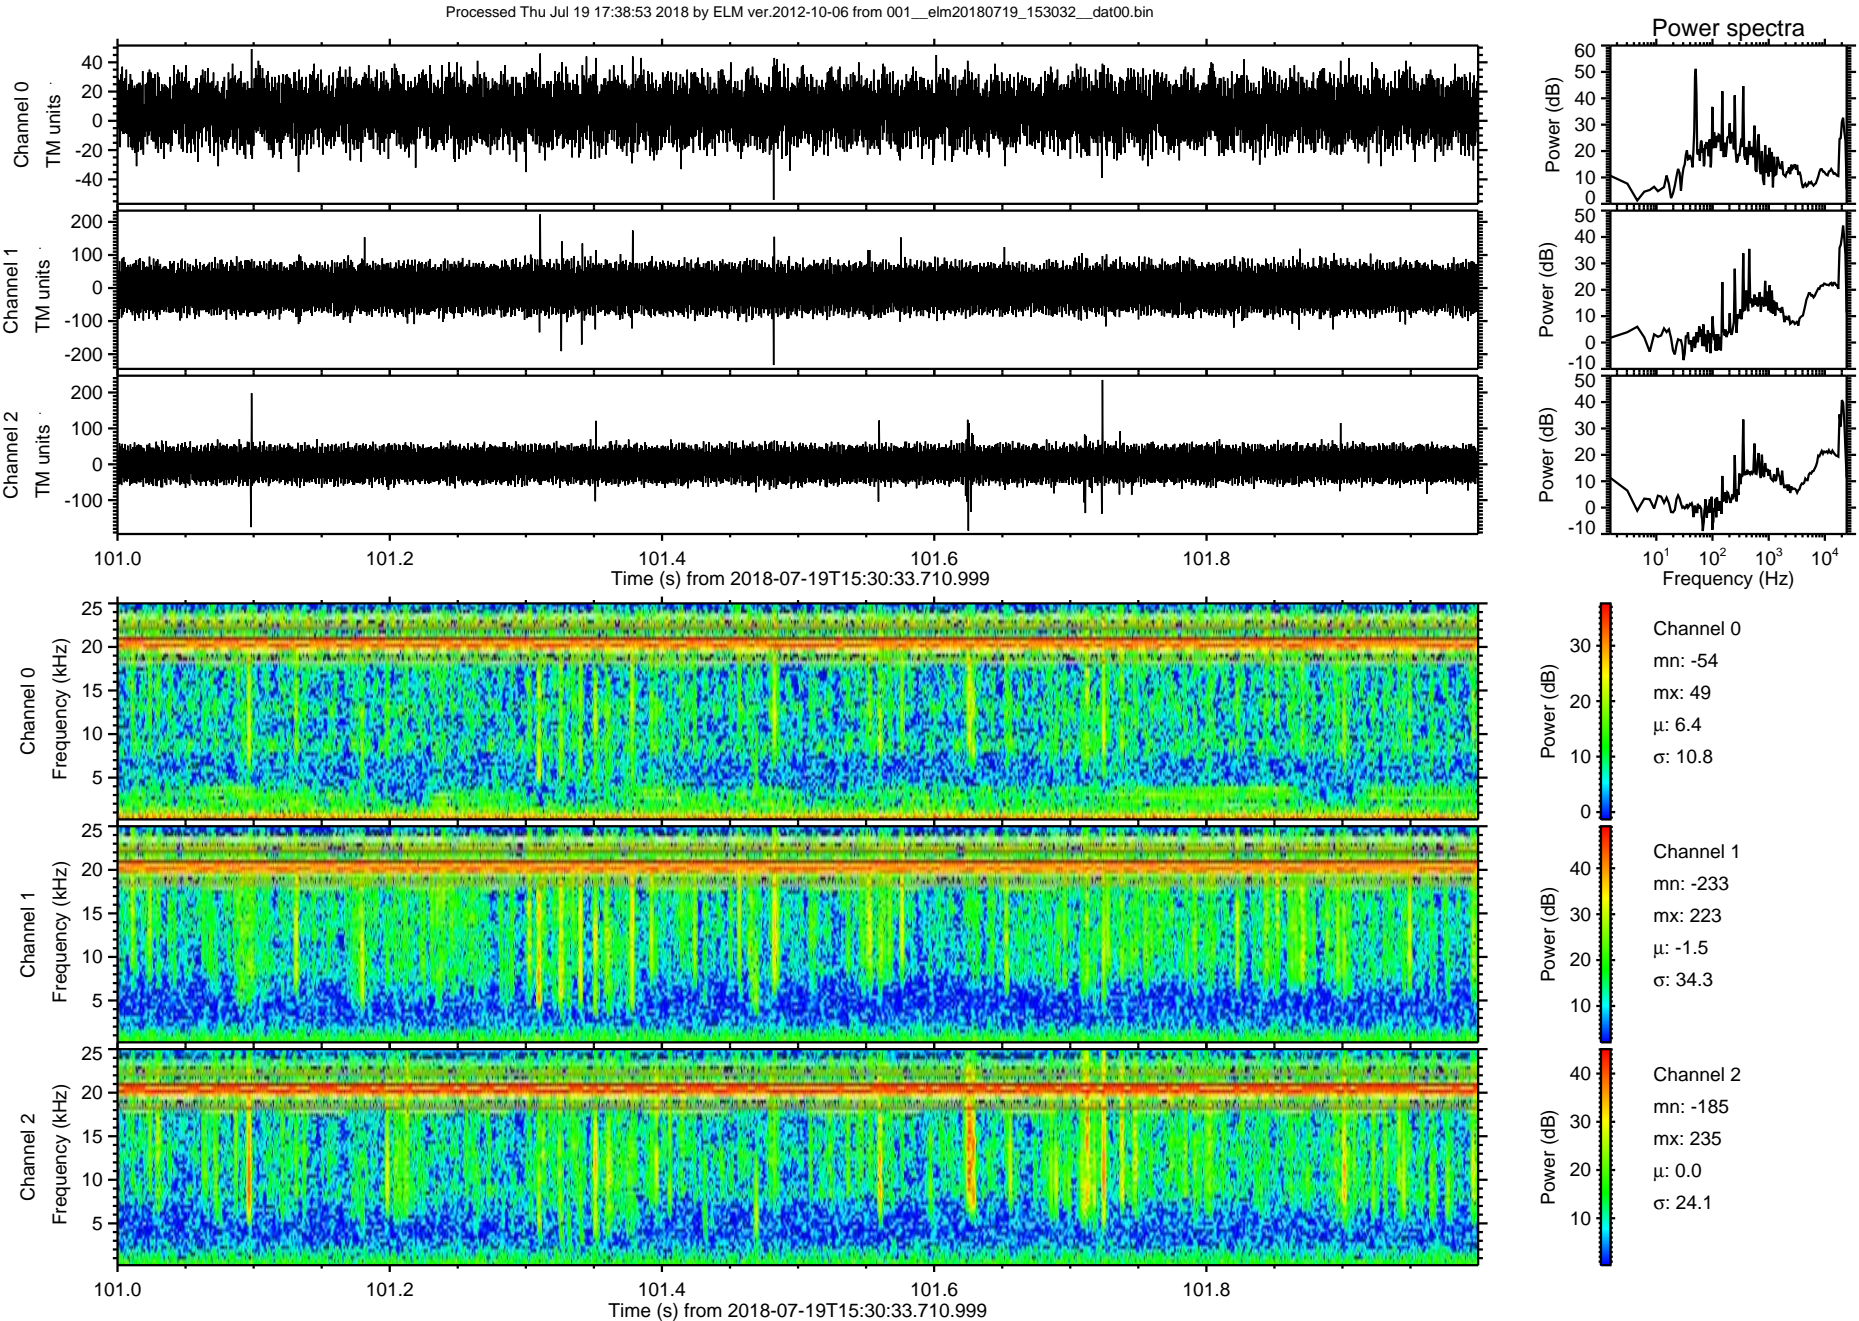 Processed Thu Jul 19 17:38:53 2018 by ELM ver.2012-10-06 from 001__elm20180719_153032__dat00.bin
Power spectra
Channel 0
TM units
40
20
0
-20
-40
Power (dB)
60
50
40
30
20
10
0
Channel 1
TM units
200
100
0
-100
-200
Power (dB)
50
40
30
20
10
0
-10
Channel 2
TM units
200
100
0
-100
Power (dB)
50
40
30
20
10
0
-10
101.0 101.2 101.4 101.6 101.8
Time (s) from 2018-07-19T15:30:33.710.999
10¹ 10² 10³ 10⁴
Frequency (Hz)
Channel 0
Frequency (kHz)
25
20
15
10
5
Power (dB)
30
20
10
0
Channel 0
mn: -54
mx: 49
μ: 6.4
σ: 10.8
Channel 1
Frequency (kHz)
25
20
15
10
5
Power (dB)
40
30
20
10
Channel 1
mn: -233
mx: 223
μ: -1.5
σ: 34.3
Channel 2
Frequency (kHz)
25
20
15
10
5
Power (dB)
40
30
20
10
Channel 2
mn: -185
mx: 235
μ: 0.0
σ: 24.1
101.0 101.2 101.4 101.6 101.8
Time (s) from 2018-07-19T15:30:33.710.999